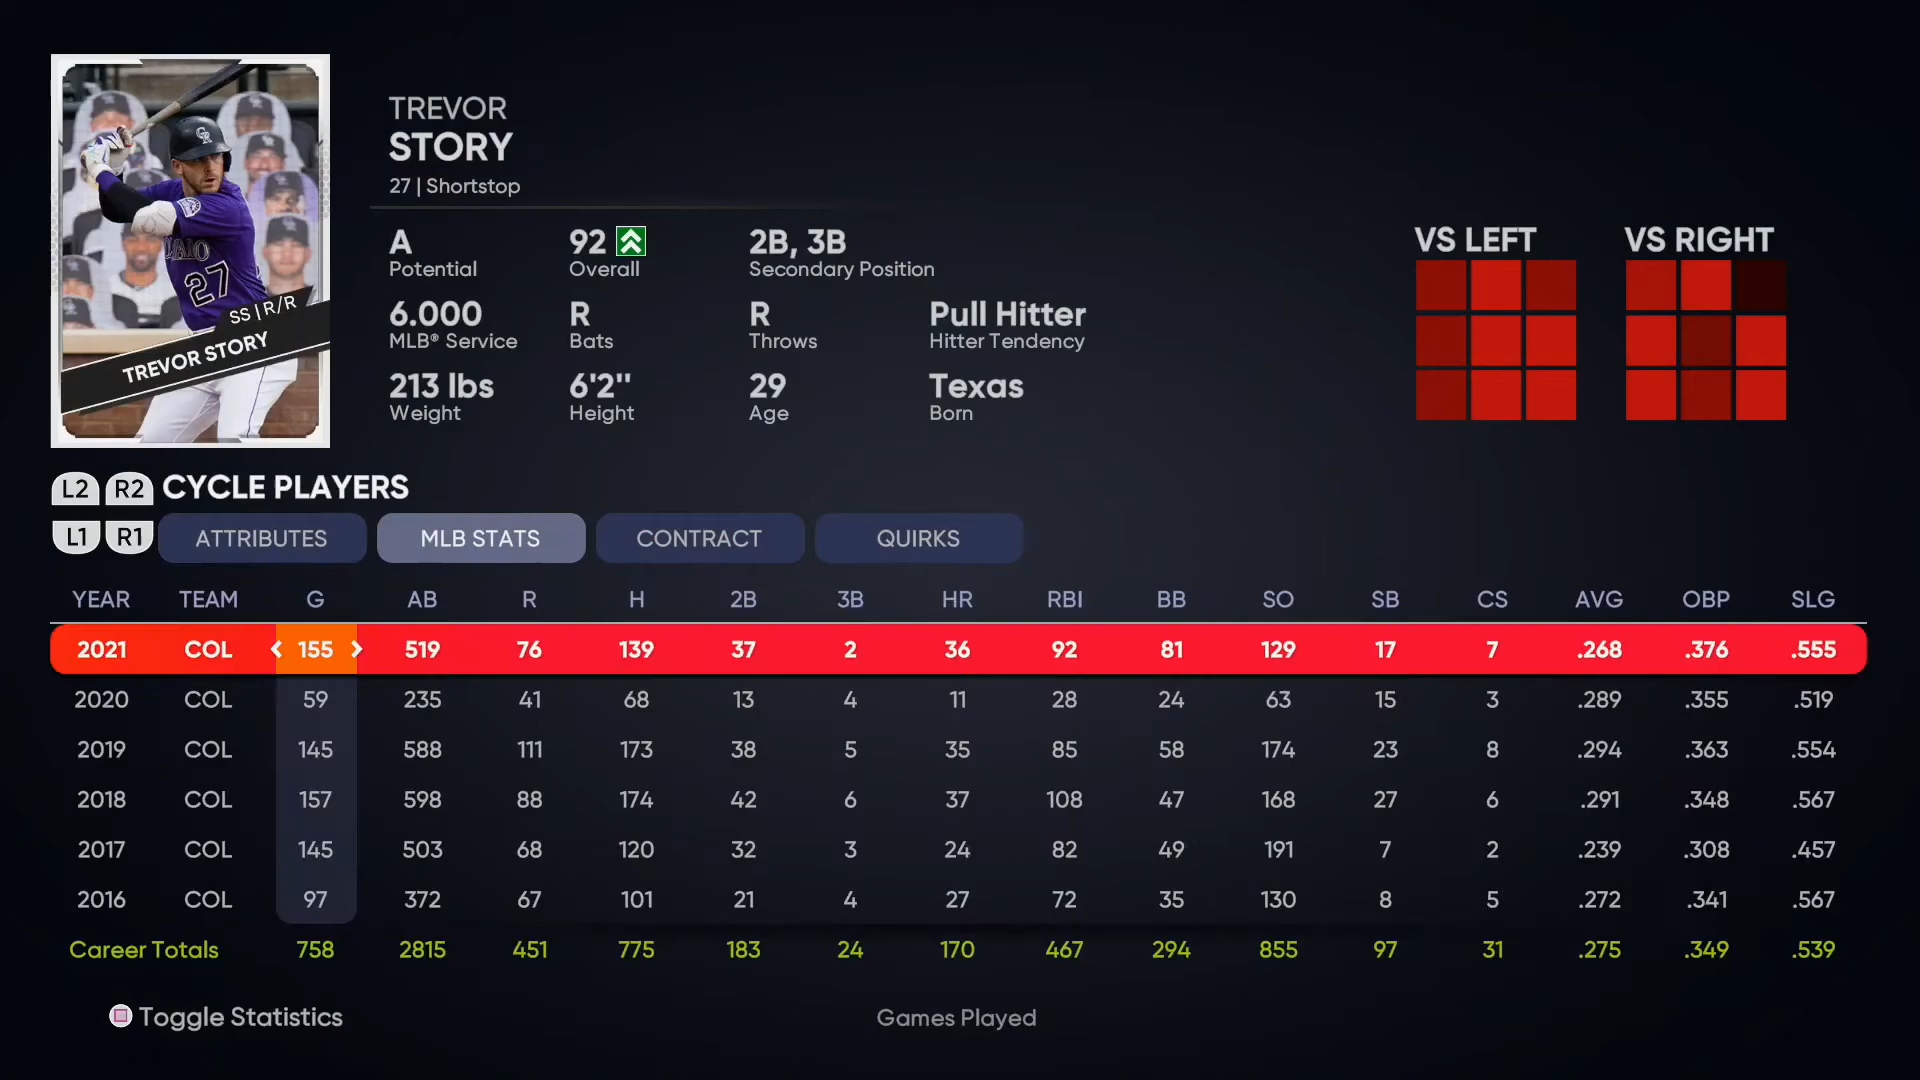 TREVOR
STORY
27 | Shortstop
A
Potential
92
Overall
2B, 3B
Secondary Position
6.000
MLB® Service
R
Bats
R
Throws
Pull Hitter
Hitter Tendency
213 lbs
Weight
6'2''
Height
29
Age
Texas
Born
VS LEFT
VS RIGHT
27
SS | R/R
TREVOR STORY
L2 R2 CYCLE PLAYERS
L1 R1 ATTRIBUTES MLB STATS CONTRACT QUIRKS
YEAR TEAM G AB R H 2B 3B HR RBI BB SO SB CS AVG OBP SLG
2021 COL 155 519 76 139 37 2 36 92 81 129 17 7 .268 .376 .555
2020 COL 59 235 41 68 13 4 11 28 24 63 15 3 .289 .355 .519
2019 COL 145 588 111 173 38 5 35 85 58 174 23 8 .294 .363 .554
2018 COL 157 598 88 174 42 6 37 108 47 168 27 6 .291 .348 .567
2017 COL 145 503 68 120 32 3 24 82 49 191 7 2 .239 .308 .457
2016 COL 97 372 67 101 21 4 27 72 35 130 8 5 .272 .341 .567
Career Totals 758 2815 451 775 183 24 170 467 294 855 97 31 .275 .349 .539
Toggle Statistics
Games Played